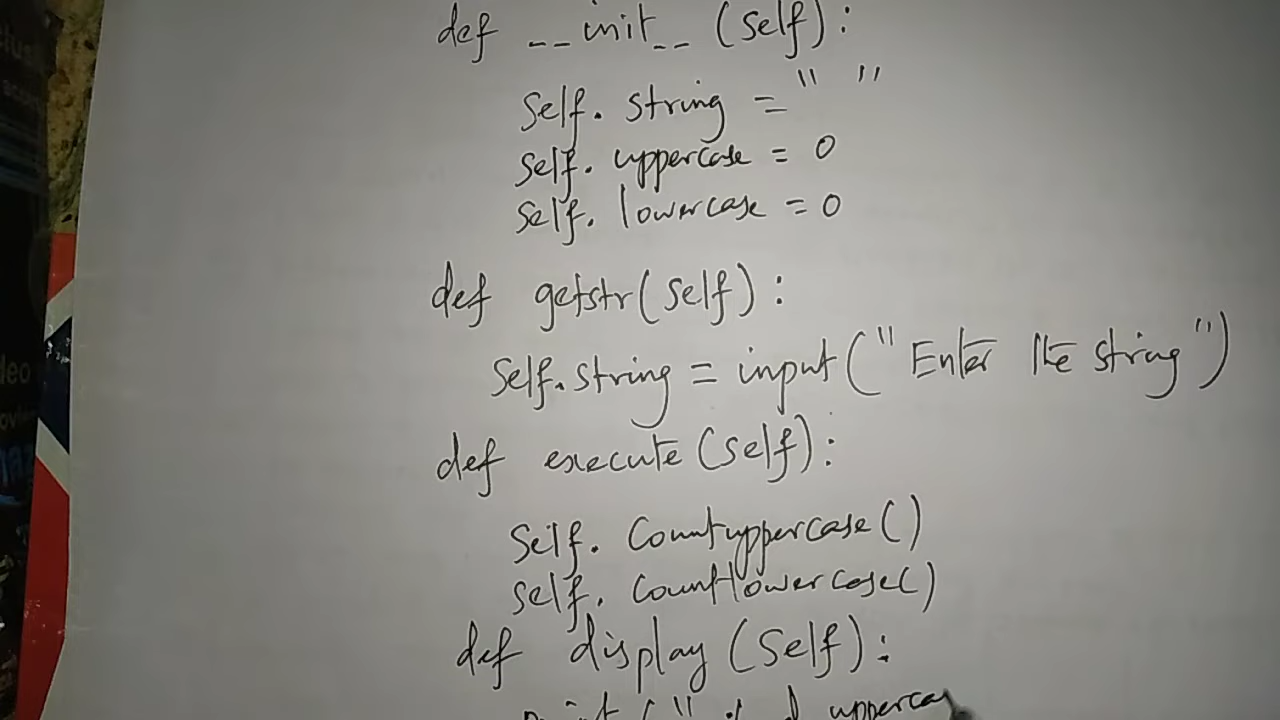 def __init__ (self):
self. string = " "
self. uppercase = 0
self. lowercase = 0
def getstr(self):
self.string = input ("Enter the string")
def execute (self):
Self. Countuppercase()
self. Countlowercase()
def display (self):